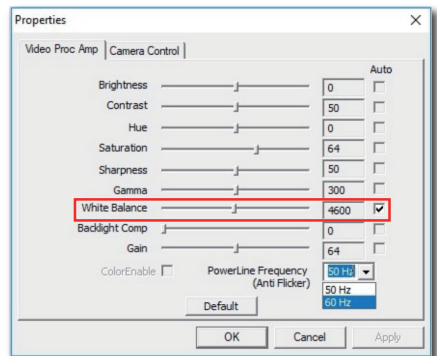 Properties
Video Proc Amp Camera Control
Auto
Brightness 0
Contrast 50
Hue 0
Saturation 64
Sharpness 50
Gamma 300
White Balance 4600
Backlight Comp 0
Gain 64
ColorEnable PowerLine Frequency 50 Hz
(Anti Flicker)
50 Hz
60 Hz
Default
OK Cancel Apply